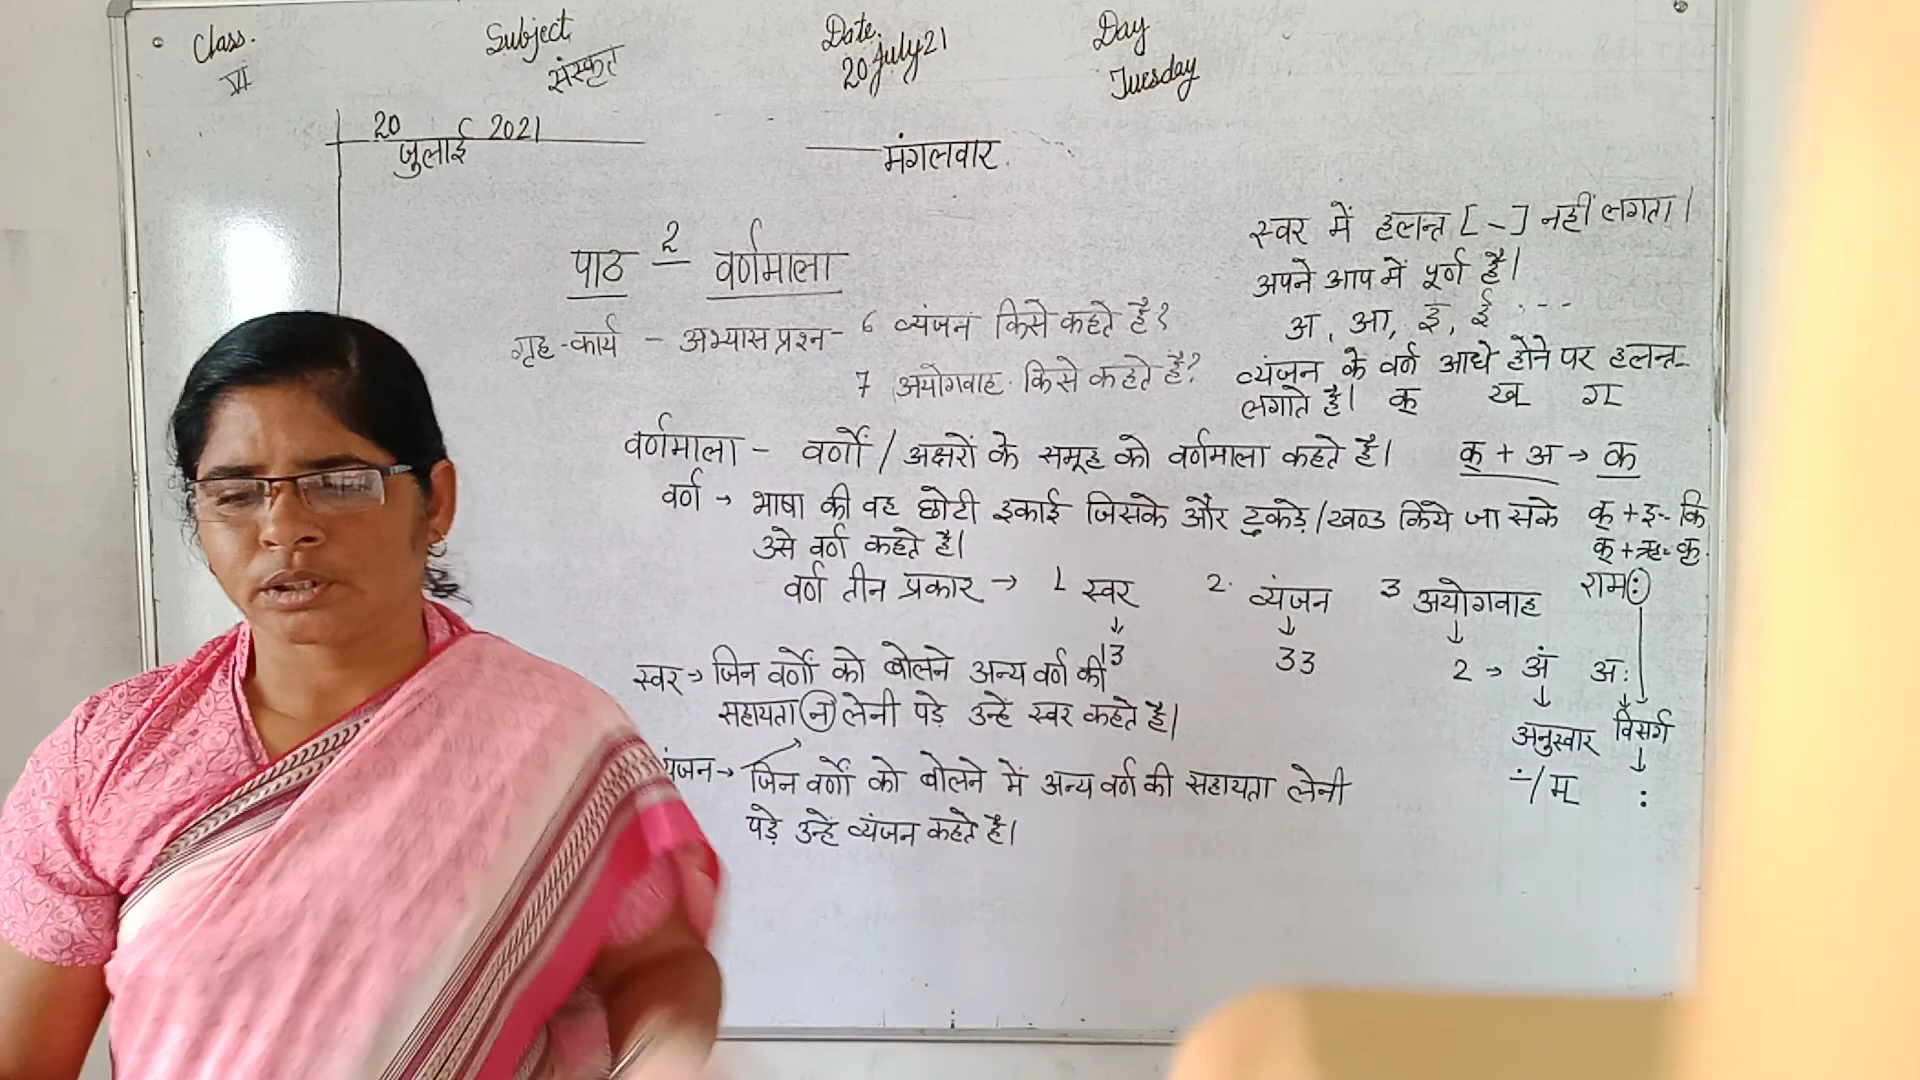 Class. Subject Date. Day
VI संस्कृत 20 July 21 Tuesday
20 2021
जुलाई मंगलवार.
पाठ - 2 वर्णमाला
गृह-कार्य - अभ्यास प्रश्न- 6 व्यंजन किसे कहते है?
7 अयोगवाह किसे कहते है?
स्वर में हलन्त [ - ] नहीं लगता।
अपने आप में पूर्ण है।
अ, आ, इ, ई . - -
व्यंजन के वर्ण आधे होने पर हलन्त-
लगाते है। क् ख् ग्
वर्णमाला - वर्णों / अक्षरों के समूह को वर्णमाला कहते है। क् + अ → क
वर्ण → भाषा की वह छोटी इकाई जिसके और टुकड़े/खण्ड किये जा सके क् + इ - कि
उसे वर्ण कहते है। क् + ऋ = कृ.
वर्ण तीन प्रकार → 1 स्वर 2. व्यंजन 3 अयोगवाह रामः
↓ ↓ ↓
13 33 2 → अं अः
स्वर → जिन वर्णों को बोलने अन्य वर्ण की
सहायता न लेनी पड़े उन्हें स्वर कहते है।
↓ ↓
अनुस्वार विसर्ग
↓
यंजन → जिन वर्णों को बोलने में अन्य वर्ण की सहायता लेनी
पड़े उन्हें व्यंजन कहते है।
∸/म् :